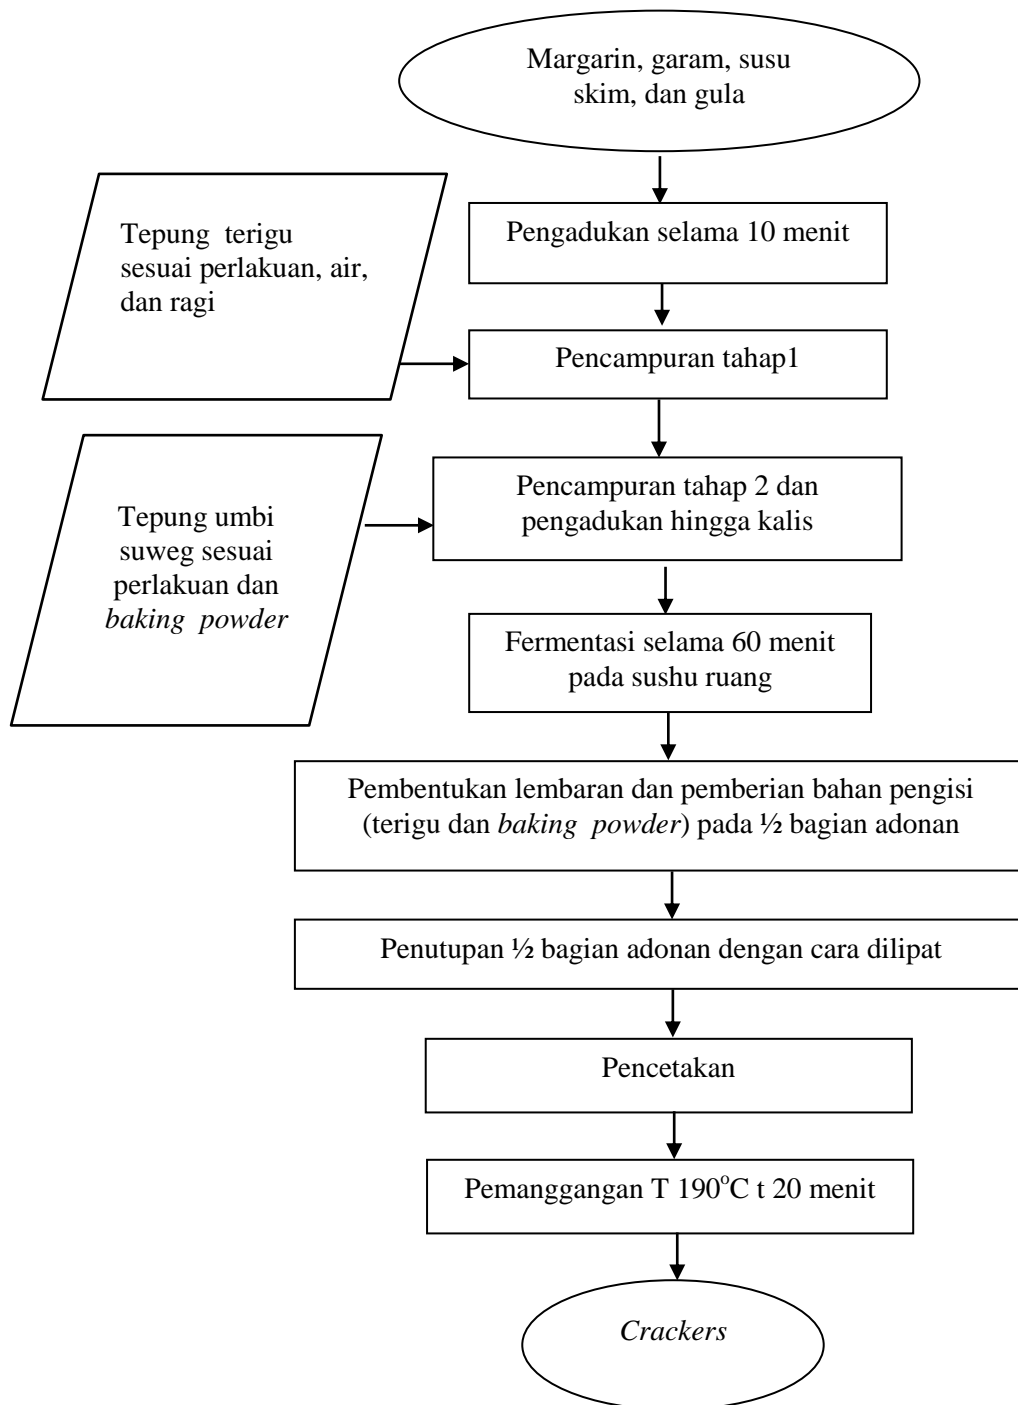 Margarin, garam, susu
skim, dan gula
Pengadukan selama 10 menit
Tepung terigu
sesuai perlakuan, air,
dan ragi
Pencampuran tahap1
Tepung umbi
suweg sesuai
perlakuan dan
baking powder
Pencampuran tahap 2 dan
pengadukan hingga kalis
Fermentasi selama 60 menit
pada sushu ruang
Pembentukan lembaran dan pemberian bahan pengisi
(terigu dan baking powder) pada ½ bagian adonan
Penutupan ½ bagian adonan dengan cara dilipat
Pencetakan
Pemanggangan T 190°C t 20 menit
Crackers